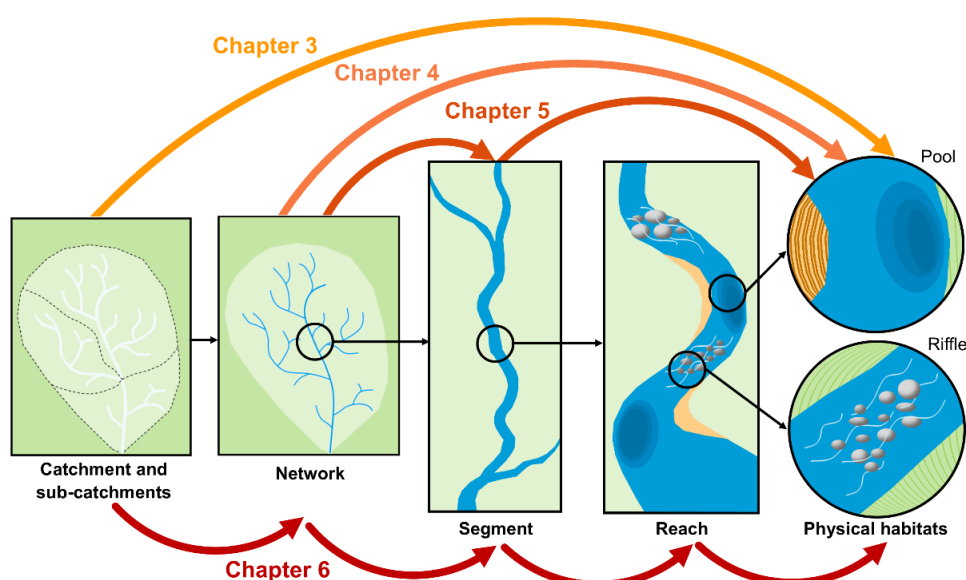 Chapter 3
Chapter 4
Chapter 5
Pool
Riffle
Catchment and
sub-catchments
Network
Segment
Reach
Physical habitats
Chapter 6